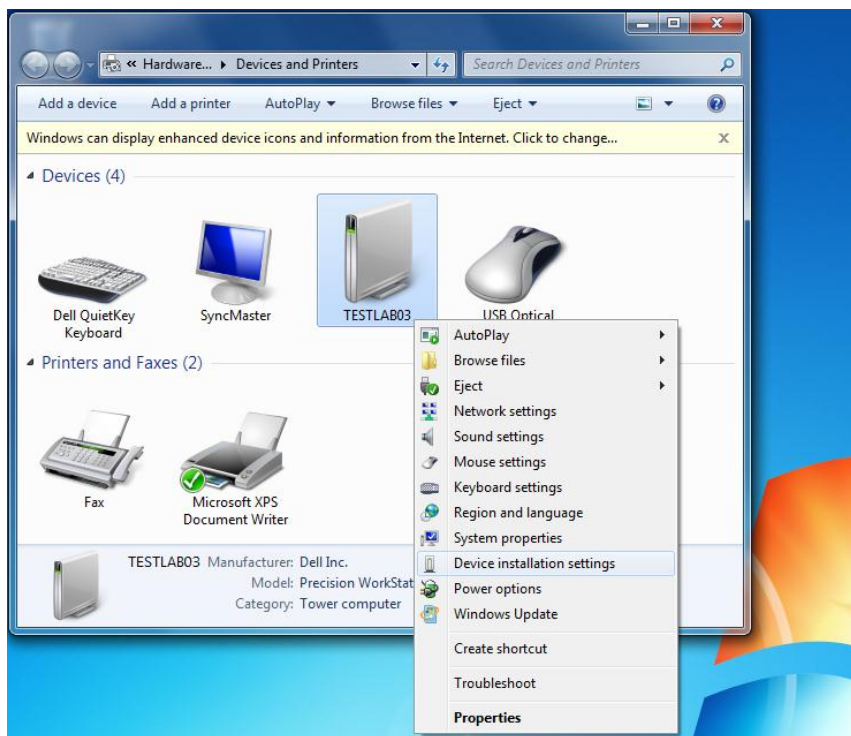 « Hardware... ▸ Devices and Printers
Search Devices and Printers
Add a device Add a printer AutoPlay Browse files Eject
Windows can display enhanced device icons and information from the Internet. Click to change...
Devices (4)
Dell QuietKey
Keyboard
SyncMaster
TESTLAB03
USB Optical
Printers and Faxes (2)
Fax
Microsoft XPS
Document Writer
TESTLAB03 Manufacturer: Dell Inc.
Model: Precision WorkStat
Category: Tower computer
AutoPlay
Browse files
Eject
Network settings
Sound settings
Mouse settings
Keyboard settings
Region and language
System properties
Device installation settings
Power options
Windows Update
Create shortcut
Troubleshoot
Properties